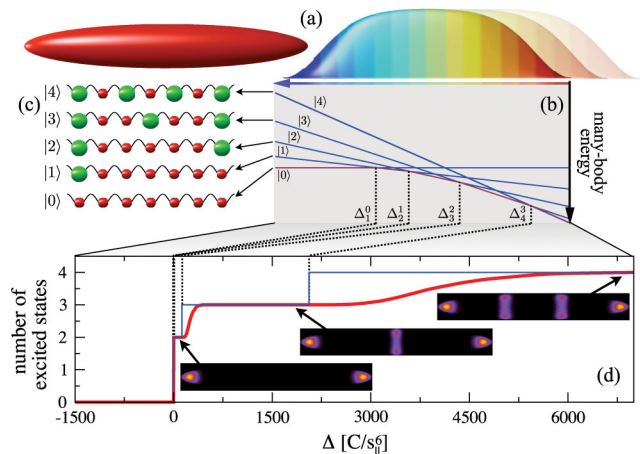 (a)
(c)
|4⟩
|3⟩
|2⟩
|1⟩
|0⟩
(b)
|4⟩
|3⟩
|2⟩
|1⟩
|0⟩
many-body
energy
Δ₁⁰ Δ₂¹ Δ₃² Δ₄³
number of
excited states
4
3
2
1
0
(d)
-1500 0 1500 3000 4500 6000
Δ [C/s∥⁶]